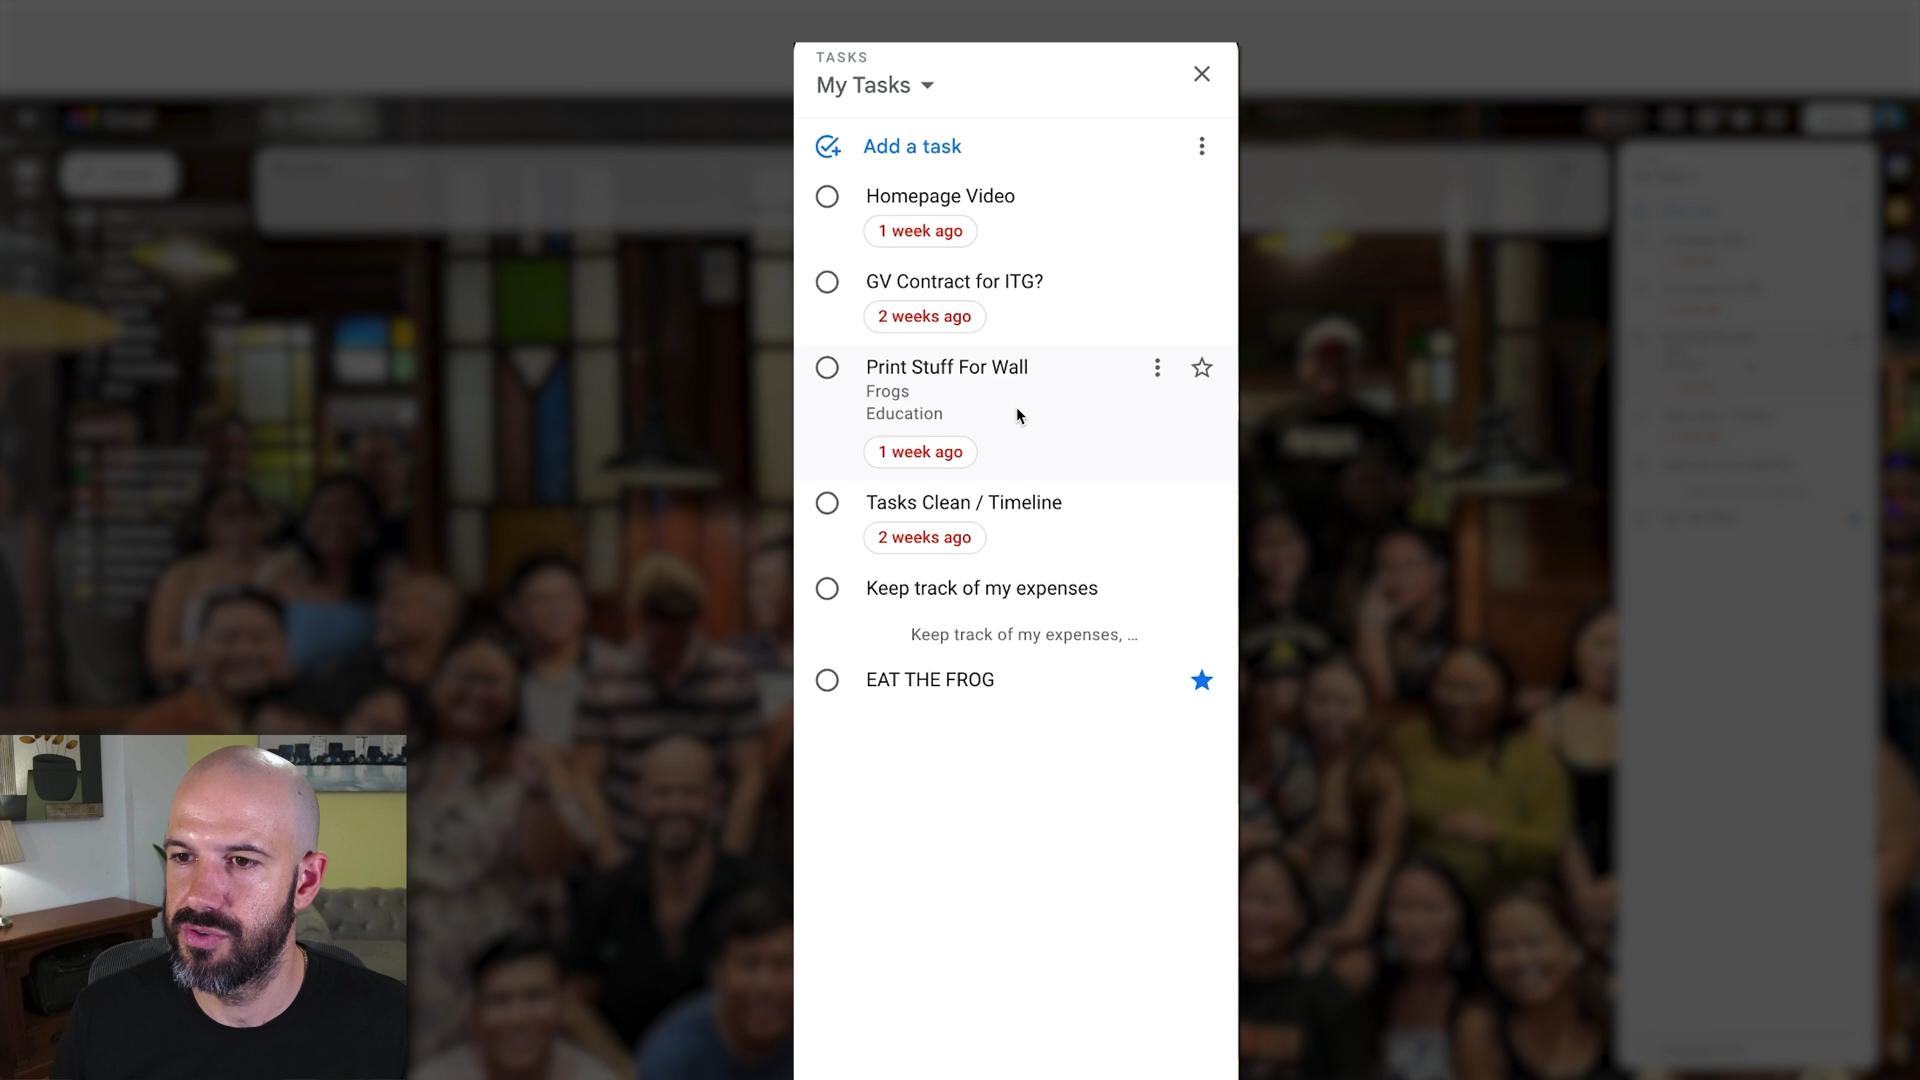 TASKS
My Tasks
Add a task
Homepage Video
1 week ago
GV Contract for ITG?
2 weeks ago
Print Stuff For Wall
Frogs
Education
1 week ago
Tasks Clean / Timeline
2 weeks ago
Keep track of my expenses
Keep track of my expenses, ...
EAT THE FROG